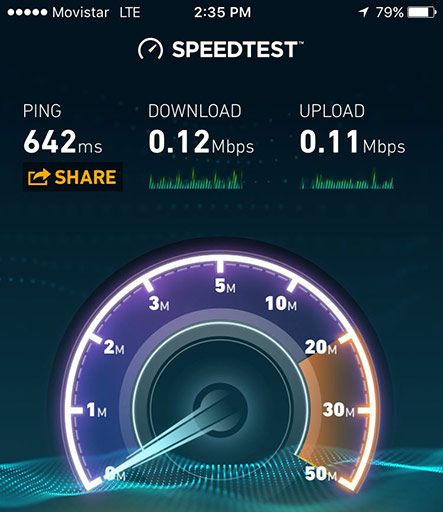 Movistar LTE 2:35 PM 79%
SPEEDTEST™
PING DOWNLOAD UPLOAD
642ms 0.12Mbps 0.11Mbps
SHARE
5M
3M 10M
2M 20M
1M 30M
0M 50M